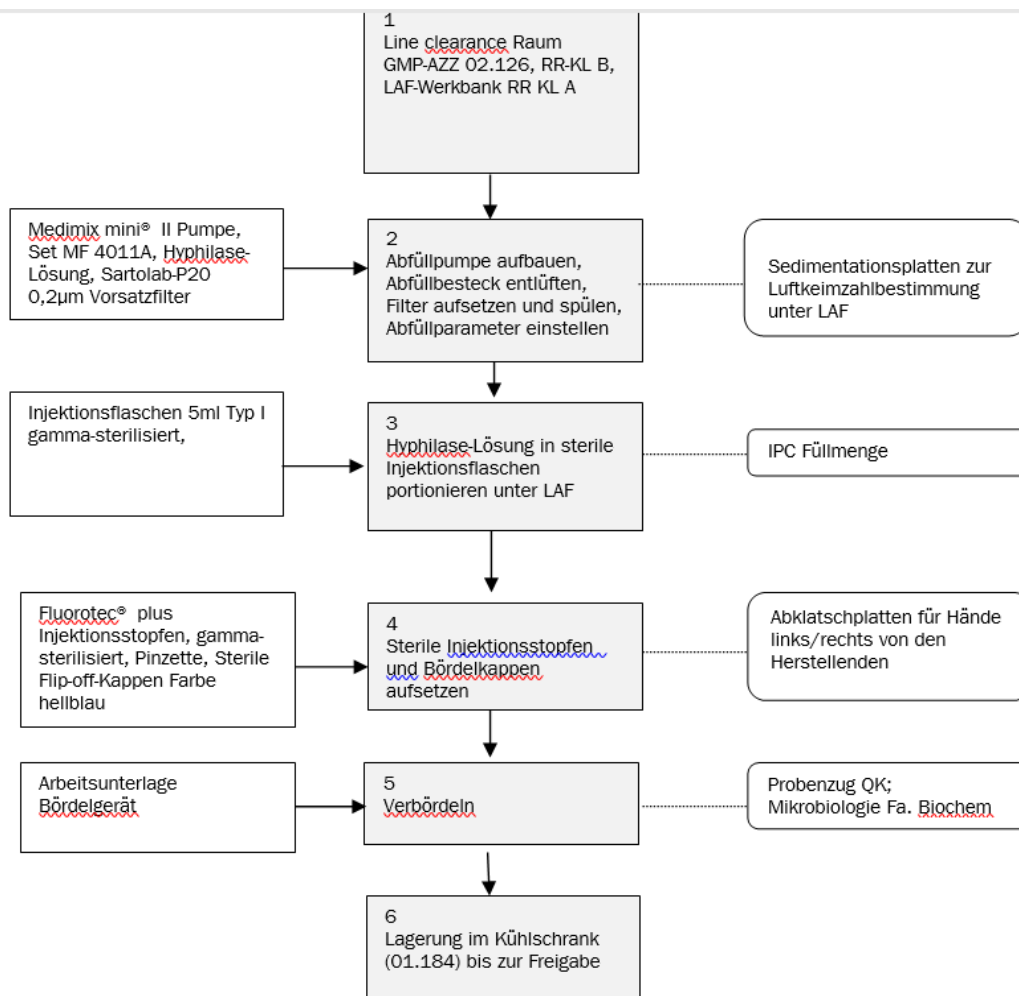 1
Line clearance Raum
GMP-AZZ 02.126, RR-KL B,
LAF-Werkbank RR KL A
Medimix mini® II Pumpe,
Set MF 4011A, Hyphilase-
Lösung, Sartolab-P20
0,2µm Vorsatzfilter
2
Abfüllpumpe aufbauen,
Abfüllbesteck entlüften,
Filter aufsetzen und spülen,
Abfüllparameter einstellen
Sedimentationsplatten zur
Luftkeimzahlbestimmung
unter LAF
Injektionsflaschen 5ml Typ I
gamma-sterilisiert,
3
Hyphilase-Lösung in sterile
Injektionsflaschen
portionieren unter LAF
IPC Füllmenge
Fluorotec® plus
Injektionsstopfen, gamma-
sterilisiert, Pinzette, Sterile
Flip-off-Kappen Farbe
hellblau
4
Sterile Injektionsstopfen
und Bördelkappen
aufsetzen
Abklatschplatten für Hände
links/rechts von den
Herstellenden
Arbeitsunterlage
Bördelgerät
5
Verbördeln
Probenzug QK;
Mikrobiologie Fa. Biochem
6
Lagerung im Kühlschrank
(01.184) bis zur Freigabe